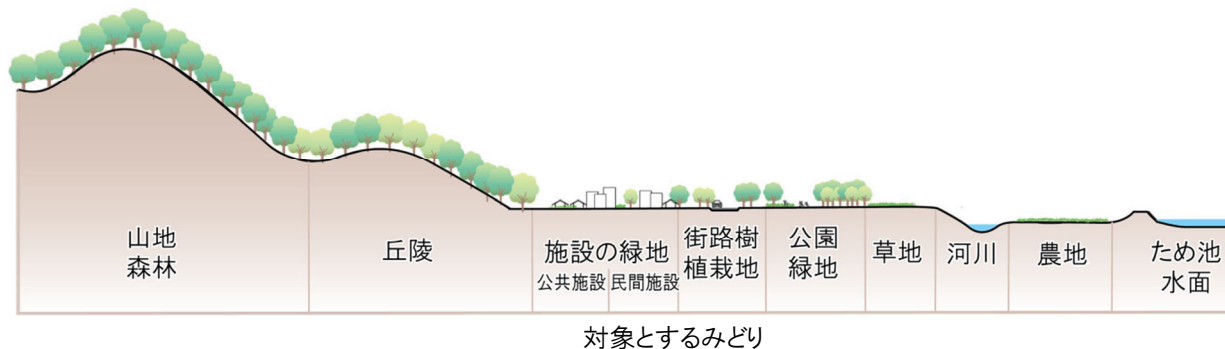 山地
森林
丘陵
施設の緑地
公共施設
民間施設
街路樹
植栽地
公園
緑地
草地
河川
農地
ため池
水面
対象とするみどり